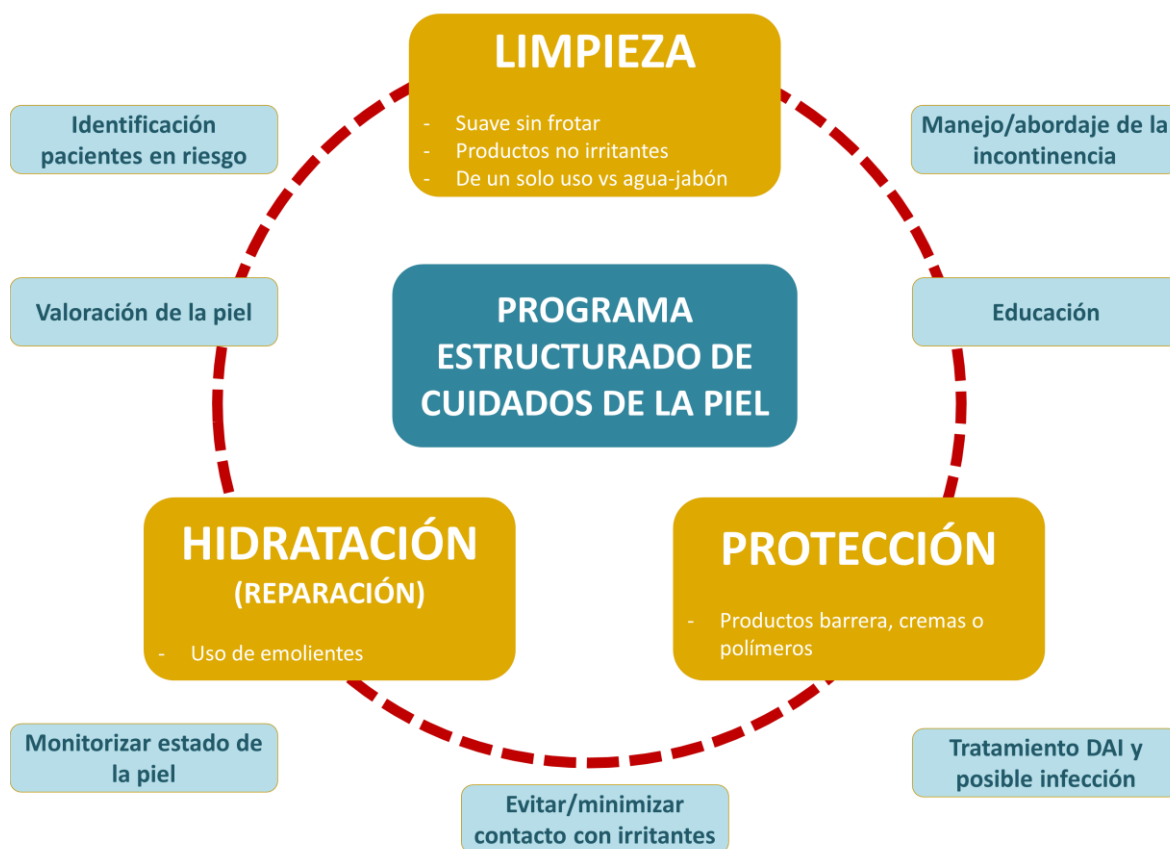 LIMPIEZA
- Suave sin frotar
- Productos no irritantes
- De un solo uso vs agua-jabón
Identificación
pacientes en riesgo
Manejo/abordaje de la
incontinencia
Valoración de la piel
PROGRAMA
ESTRUCTURADO DE
CUIDADOS DE LA PIEL
Educación
HIDRATACIÓN
(REPARACIÓN)
- Uso de emolientes
PROTECCIÓN
- Productos barrera, cremas o
polímeros
Monitorizar estado de
la piel
Evitar/minimizar
contacto con irritantes
Tratamiento DAI y
posible infección